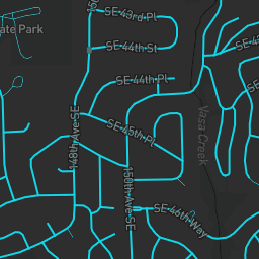 SE 43rd Pl
ate Park
SE 44th St
SE 44th Pl
SE 45th Pl
148th Ave SE
Vasa Creek
150th Ave SE
SE 46th Way